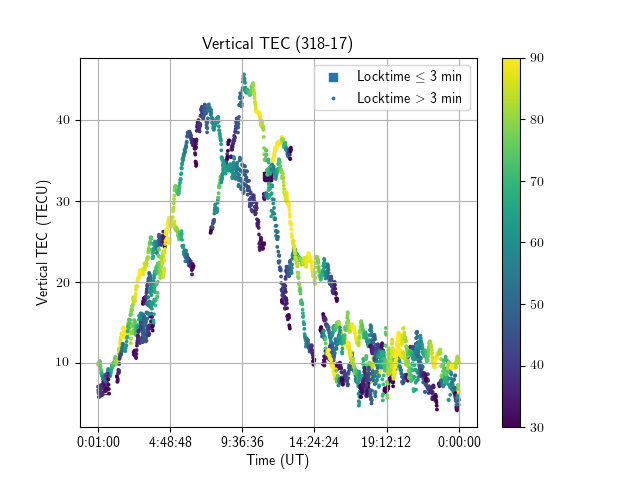 Vertical TEC (318-17)
Locktime ≤ 3 min
Locktime > 3 min
Vertical TEC (TECU)
40
30
20
10
0:01:00 4:48:48 9:36:36 14:24:24 19:12:12 0:00:00
Time (UT)
90
80
70
60
50
40
30